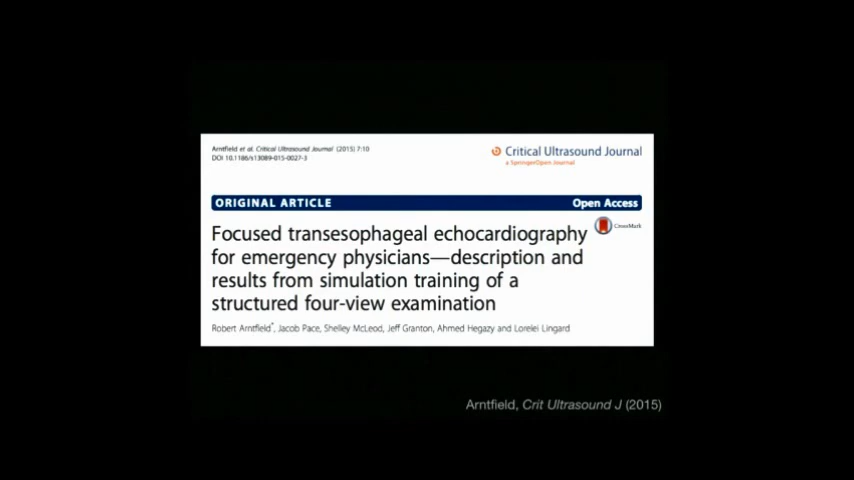 Arntfield et al. Critical Ultrasound Journal (2015) 7:10
DOI 10.1186/s13089-015-0027-3
Critical Ultrasound Journal
a SpringerOpen Journal
ORIGINAL ARTICLE
Open Access
Focused transesophageal echocardiography
for emergency physicians—description and
results from simulation training of a
structured four-view examination
CrossMark
Robert Arntfield*, Jacob Pace, Shelley McLeod, Jeff Granton, Ahmed Hegazy and Lorelei Lingard
Arntfield, Crit Ultrasound J (2015)